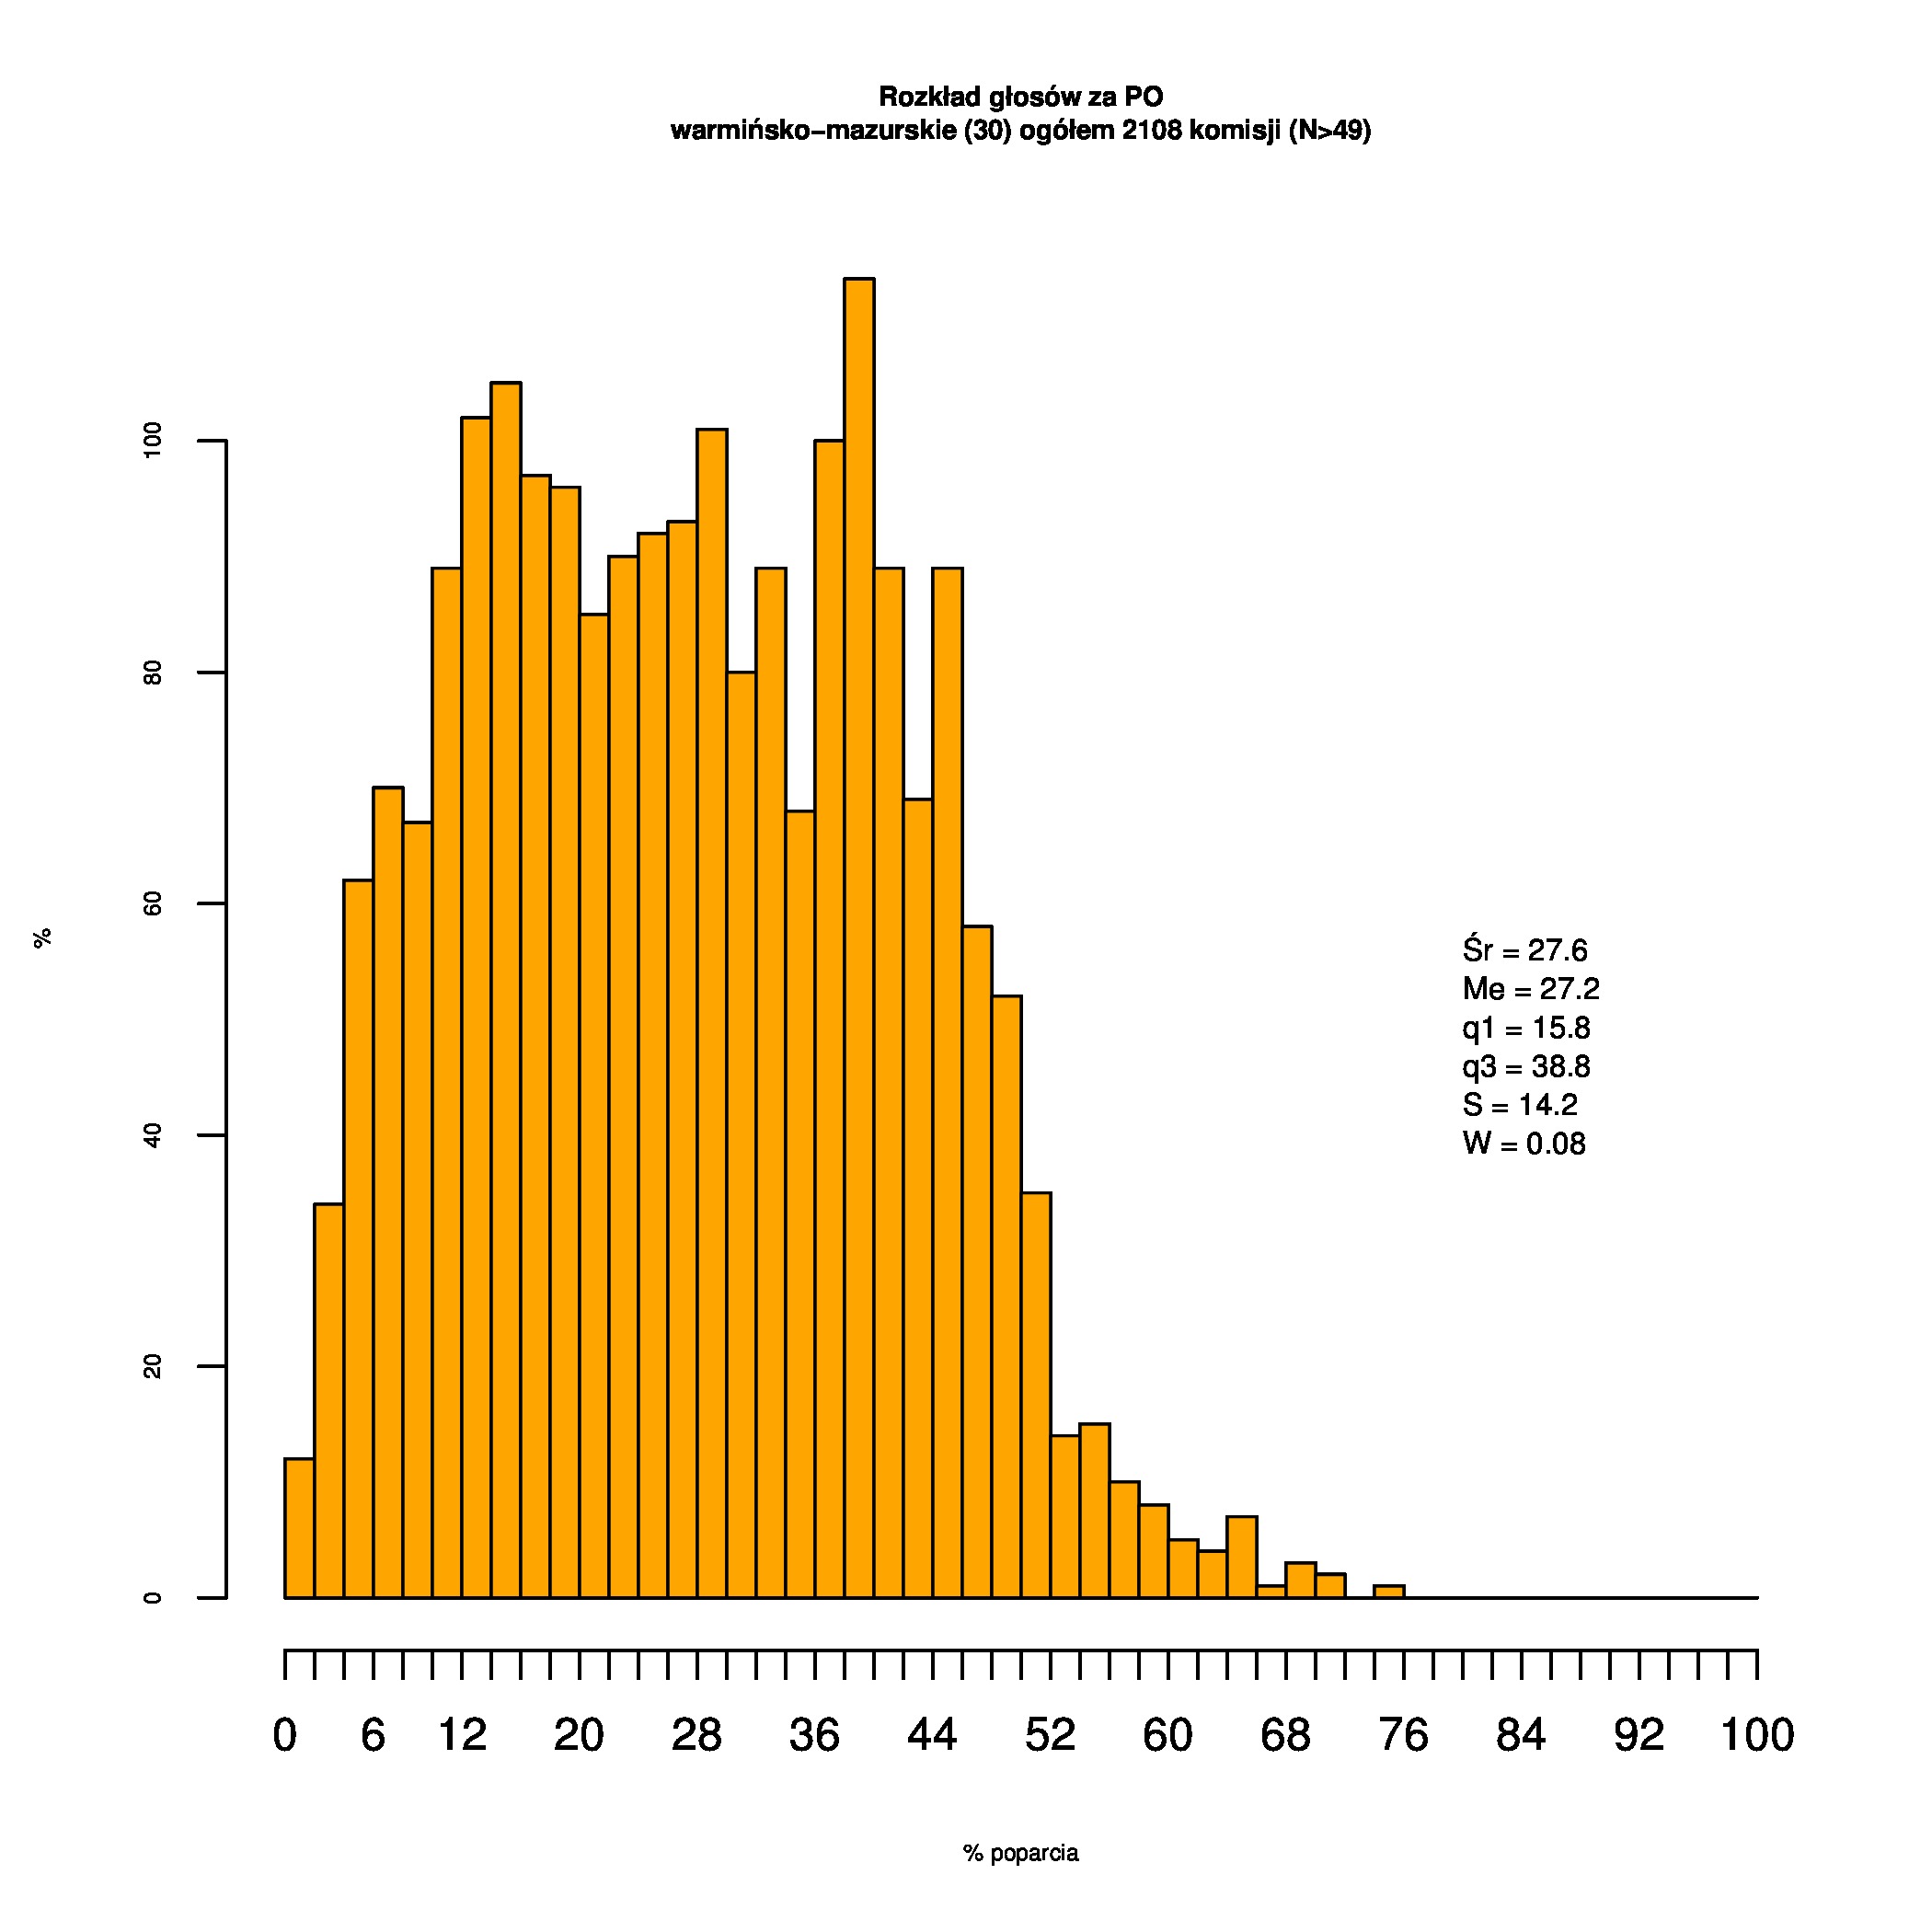 Rozkład głosów za PO
warmińsko−mazurskie (30) ogółem 2108 komisji (N>49)
%
100
80
60
40
20
0
Śr = 27.6
Me = 27.2
q1 = 15.8
q3 = 38.8
S = 14.2
W = 0.08
0 6 12 20 28 36 44 52 60 68 76 84 92 100
% poparcia